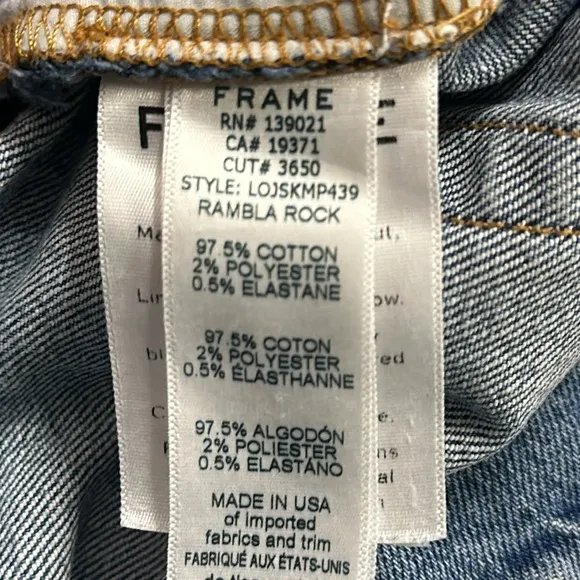 FRAME
RN# 139021
CA# 19371
CUT# 3650
STYLE: LOJSKMP439
RAMBLA ROCK
97.5% COTTON
2% POLYESTER
0.5% ELASTANE
97.5% COTON
2% POLYESTER
0.5% ÉLASTHANNE
97.5% ALGODÓN
2% POLIESTER
0.5% ELASTANO
MADE IN USA
of imported
fabrics and trim
FABRIQUÉ AUX ÉTATS-UNIS